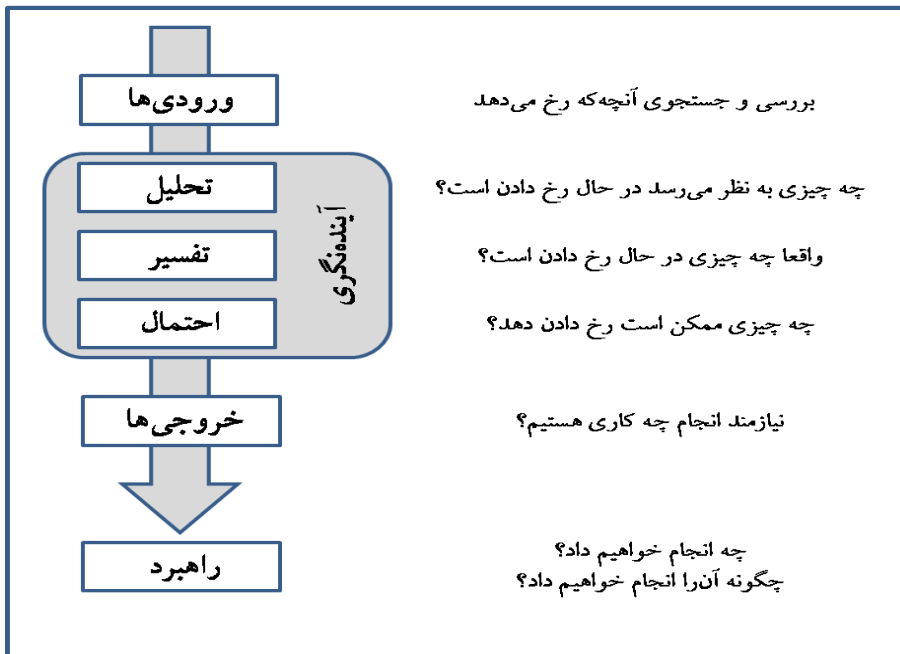 ورودی‌ها
بررسی و جستجوی آنچه‌که رخ می‌دهد
آینده‌نگری
تحلیل
چه چیزی به نظر می‌رسد در حال رخ دادن است؟
تفسیر
واقعا چه چیزی در حال رخ دادن است؟
احتمال
چه چیزی ممکن است رخ دادن دهد؟
خروجی‌ها
نیازمند انجام چه کاری هستیم؟
راهبرد
چه انجام خواهیم داد؟
چگونه آن‌را انجام خواهیم داد؟